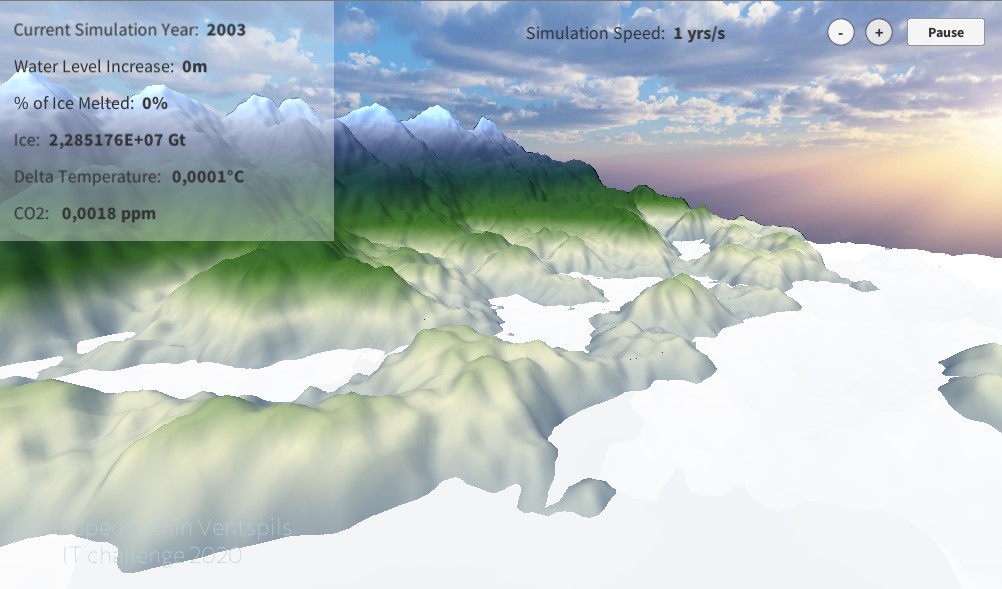 Current Simulation Year: 2003
Water Level Increase: 0m
% of Ice Melted: 0%
Ice: 2,285176E+07 Gt
Delta Temperature: 0,0001°C
CO2: 0,0018 ppm
Simulation Speed: 1 yrs/s
-
+
Pause
Ventspils
IT challenge 2020